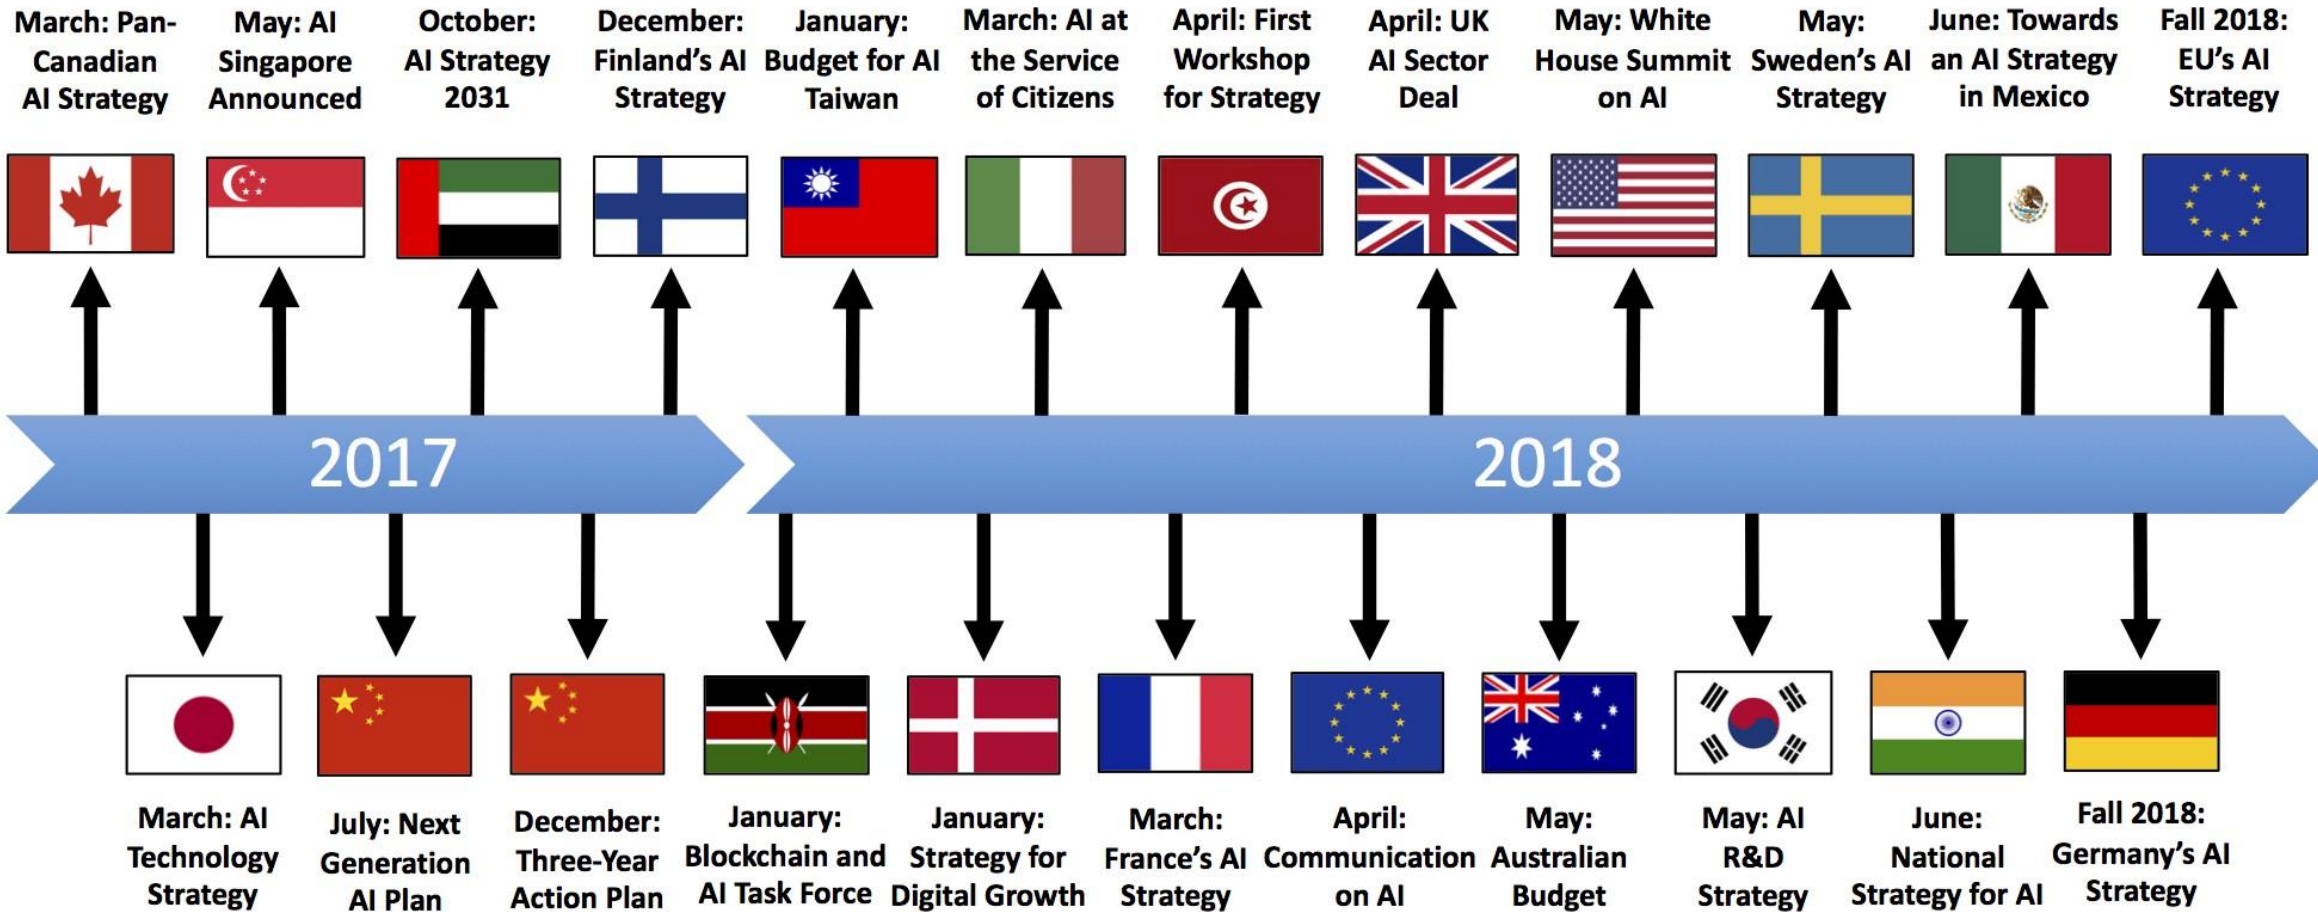 March: Pan-
Canadian
AI Strategy
May: AI
Singapore
Announced
October:
AI Strategy
2031
December:
Finland's AI
Strategy
January:
Budget for AI
Taiwan
March: AI at
the Service
of Citizens
April: First
Workshop
for Strategy
April: UK
AI Sector
Deal
May: White
House Summit
on AI
May:
Sweden's AI
Strategy
June: Towards
an AI Strategy
in Mexico
Fall 2018:
EU's AI
Strategy
2017
2018
March: AI
Technology
Strategy
July: Next
Generation
AI Plan
December:
Three-Year
Action Plan
January:
Blockchain and
AI Task Force
January:
Strategy for
Digital Growth
March:
France's AI
Strategy
April:
Communication
on AI
May:
Australian
Budget
May: AI
R&D
Strategy
June:
National
Strategy for AI
Fall 2018:
Germany's AI
Strategy